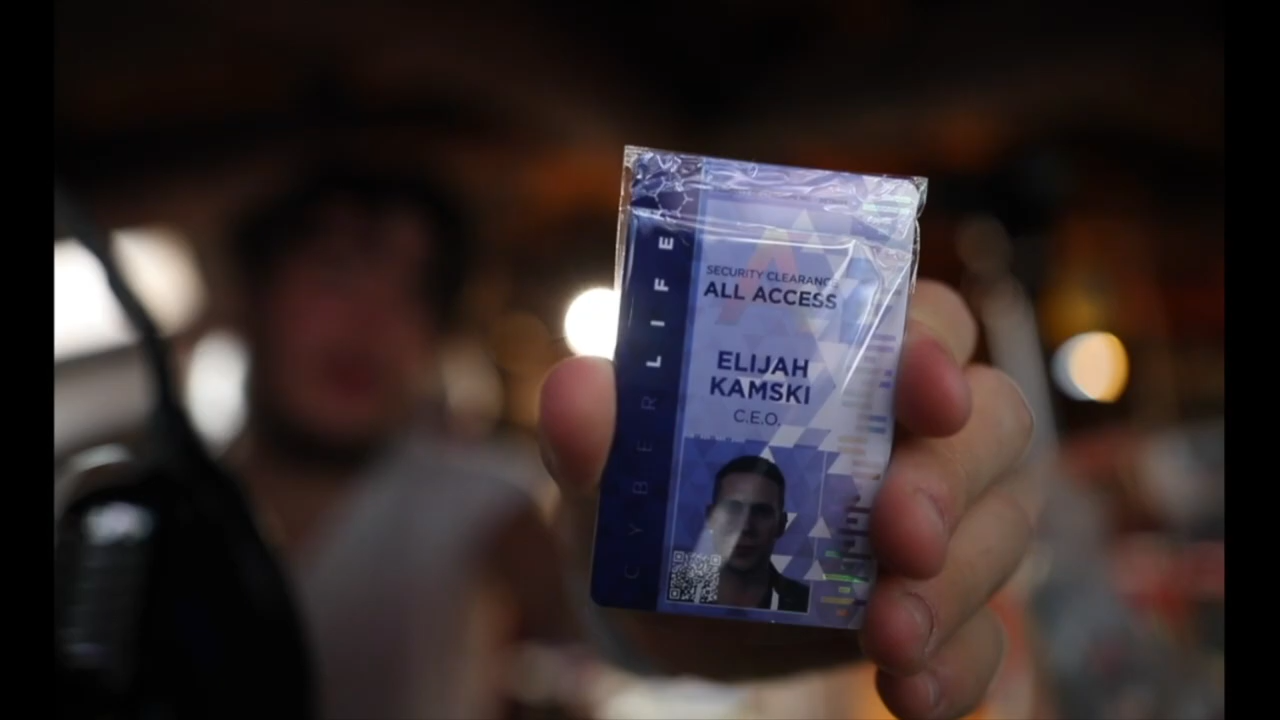 SECURITY CLEARANCE
ALL ACCESS
ELIJAH
KAMSKI
C.E.O.
CYBERLIFE